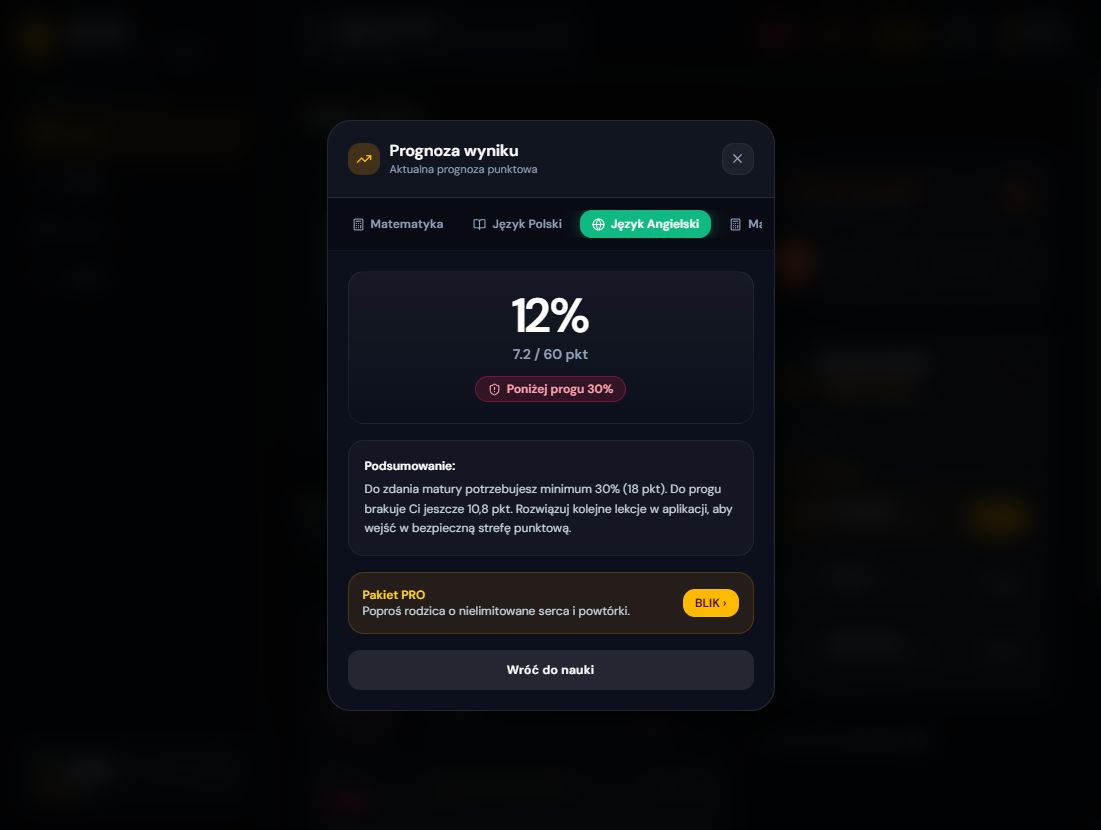 Prognoza wyniku
Aktualna prognoza punktowa
Matematyka
Język Polski
Język Angielski
Ma
12%
7.2 / 60 pkt
Poniżej progu 30%
Podsumowanie:
Do zdania matury potrzebujesz minimum 30% (18 pkt). Do progu
brakuje Ci jeszcze 10,8 pkt. Rozwiązuj kolejne lekcje w aplikacji, aby
wejść w bezpieczną strefę punktową.
Pakiet PRO
Poproś rodzica o nielimitowane serca i powtórki.
BLIK ›
Wróć do nauki